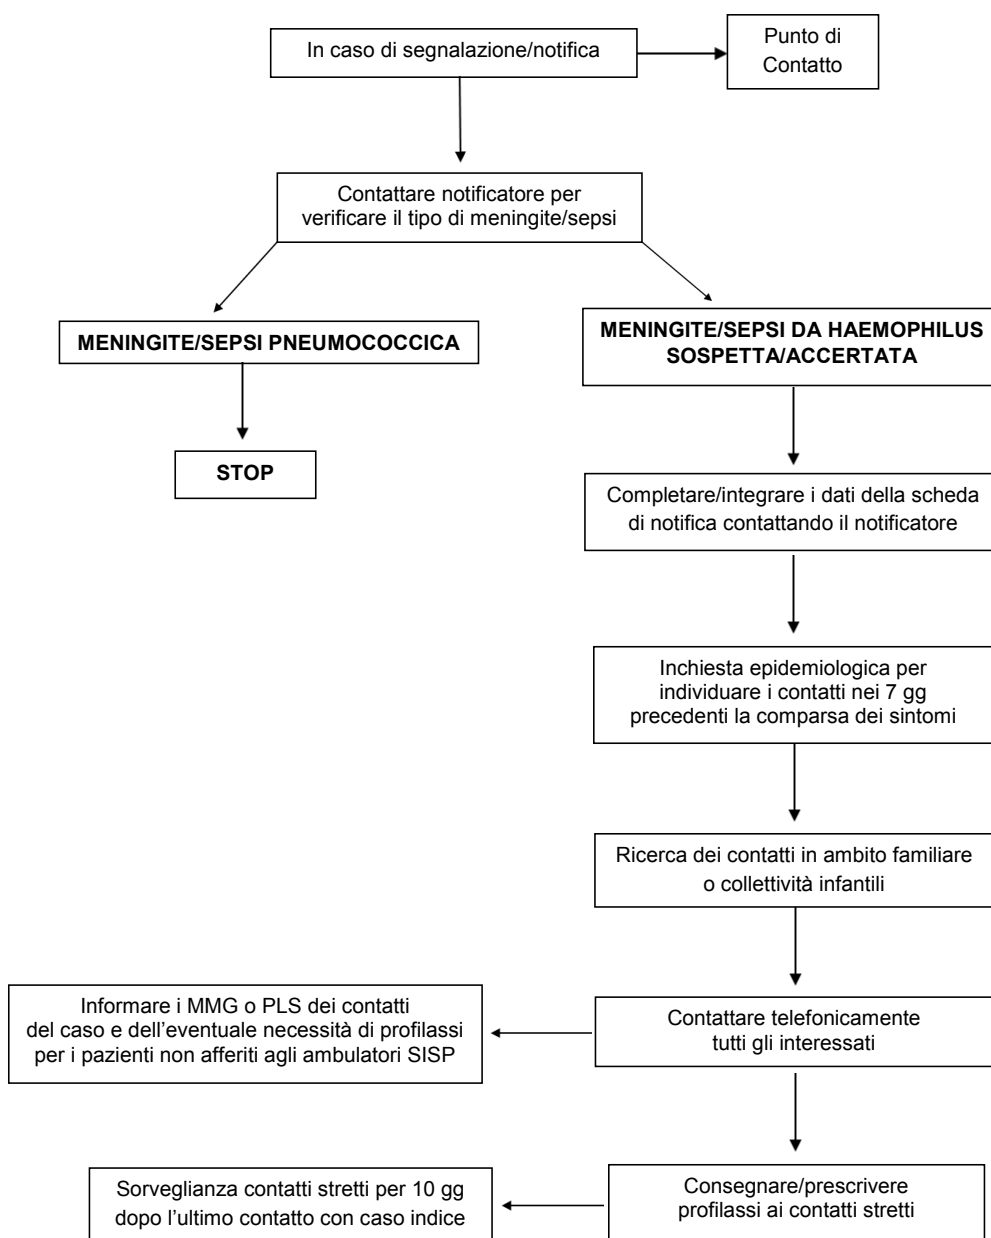 In caso di segnalazione/notifica
Punto di
Contatto
Contattare notificatore per
verificare il tipo di meningite/sepsi
MENINGITE/SEPSI PNEUMOCOCCICA
MENINGITE/SEPSI DA HAEMOPHILUS
SOSPETTA/ACCERTATA
STOP
Completare/integrare i dati della scheda
di notifica contattando il notificatore
Inchiesta epidemiologica per
individuare i contatti nei 7 gg
precedenti la comparsa dei sintomi
Ricerca dei contatti in ambito familiare
o collettività infantili
Informare i MMG o PLS dei contatti
del caso e dell’eventuale necessità di profilassi
per i pazienti non afferiti agli ambulatori SISP
Contattare telefonicamente
tutti gli interessati
Sorveglianza contatti stretti per 10 gg
dopo l’ultimo contatto con caso indice
Consegnare/prescrivere
profilassi ai contatti stretti